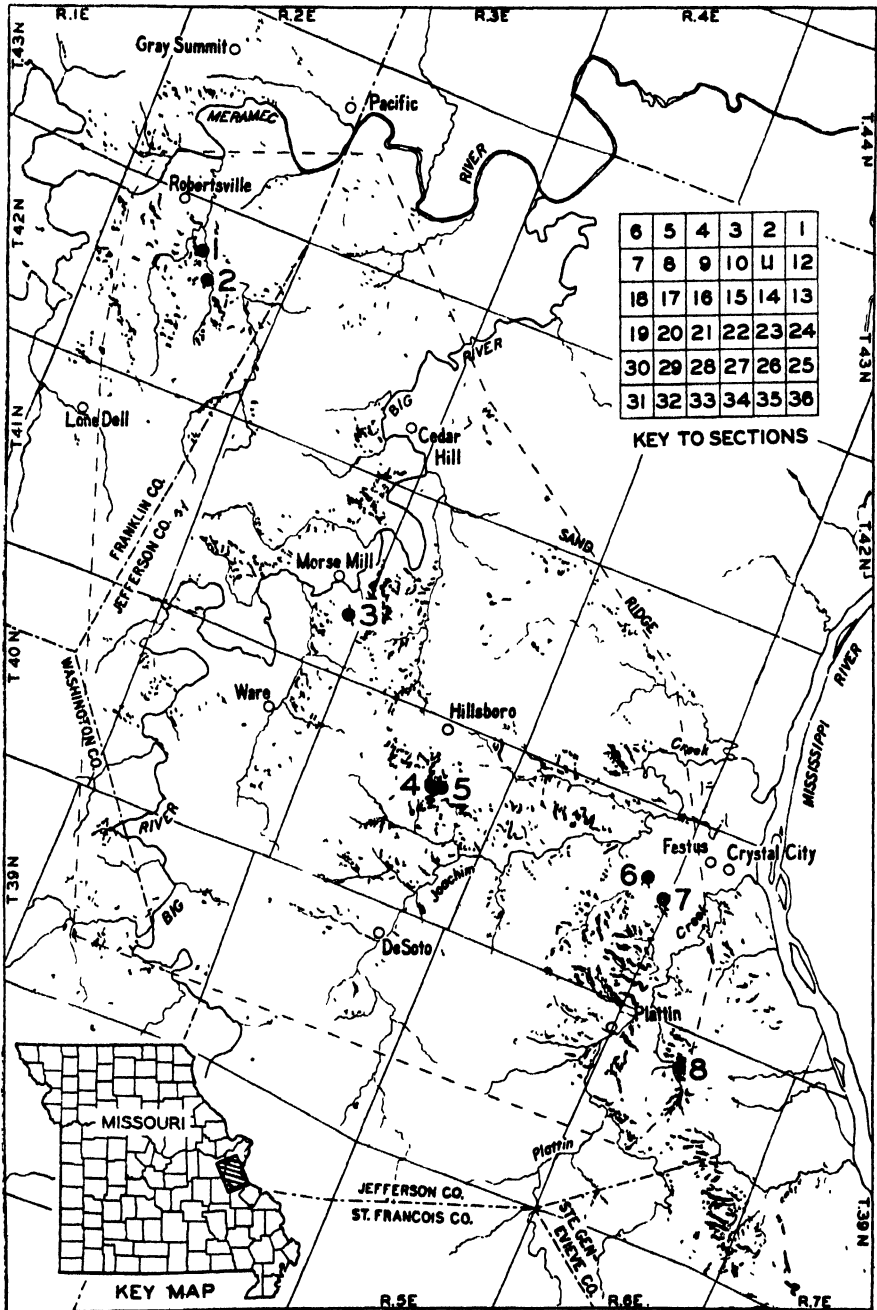 R.1E
R.2E
R.3E
R.4E
T.43N
Gray Summit
Pacific
MERAMEC
RIVER
T.44N
Robertsville
T.42N
1
2
6 5 4 3 2 1
7 8 9 10 11 12
18 17 16 15 14 13
19 20 21 22 23 24
30 29 28 27 26 25
31 32 33 34 35 36
KEY TO SECTIONS
T.43N
RIVER
BIG
Lone Dell
T.41N
Cedar
Hill
FRANKLIN CO.
JEFFERSON CO.
SAND
RIDGE
T.42N
Morse Mill
3
T.40N
WASHINGTON CO.
Ware
Hillsboro
Creek
MISSISSIPPI
RIVER
4
5
RIVER
BIG
T.39N
Joachim
Festus
Crystal City
6
7
Creek
DeSoto
Plattin
8
MISSOURI
Plattin
JEFFERSON CO.
ST. FRANCOIS CO.
STE. GEN-
EVIEVE CO.
T.39N
KEY MAP
R.5E
R.6E
R.7E